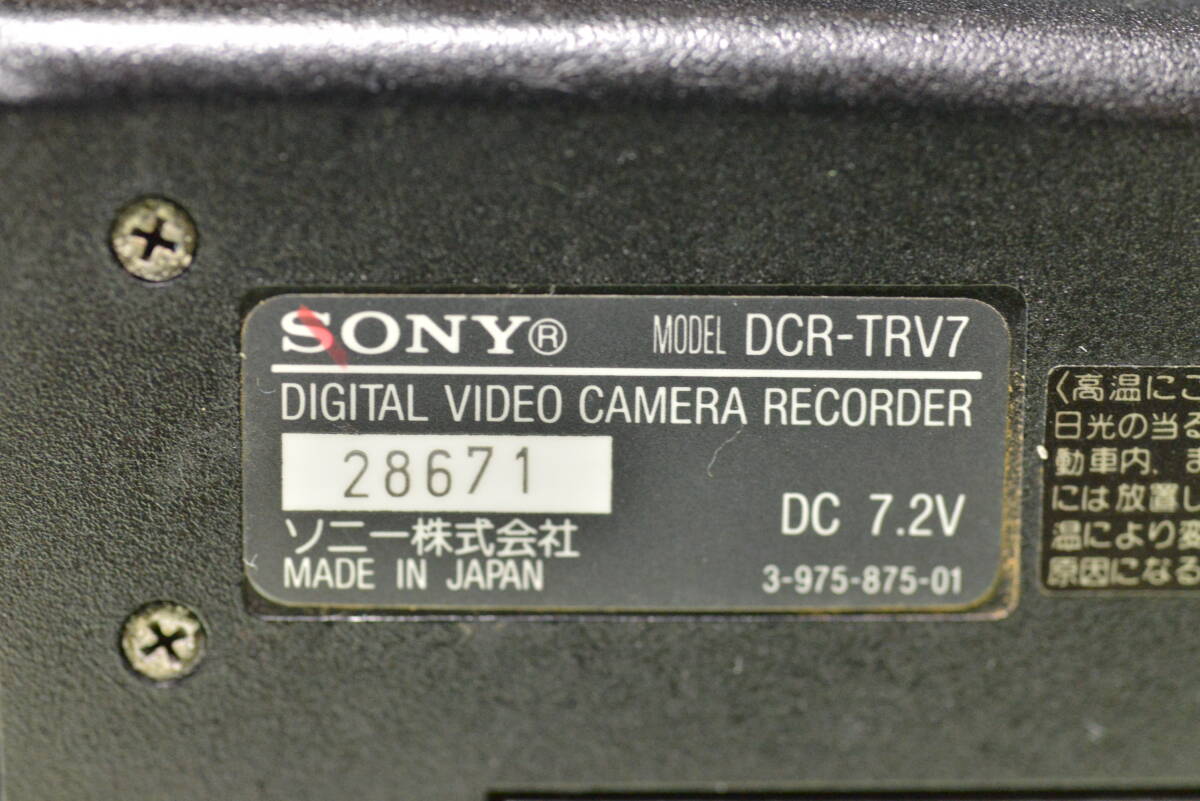 SONY® MODEL DCR-TRV7
DIGITAL VIDEO CAMERA RECORDER
28671
ソニー株式会社
DC 7.2V
MADE IN JAPAN
3-975-875-01
〈高温にこ
日光の当る
動車内、ま
には放置し
温により変
原因になる